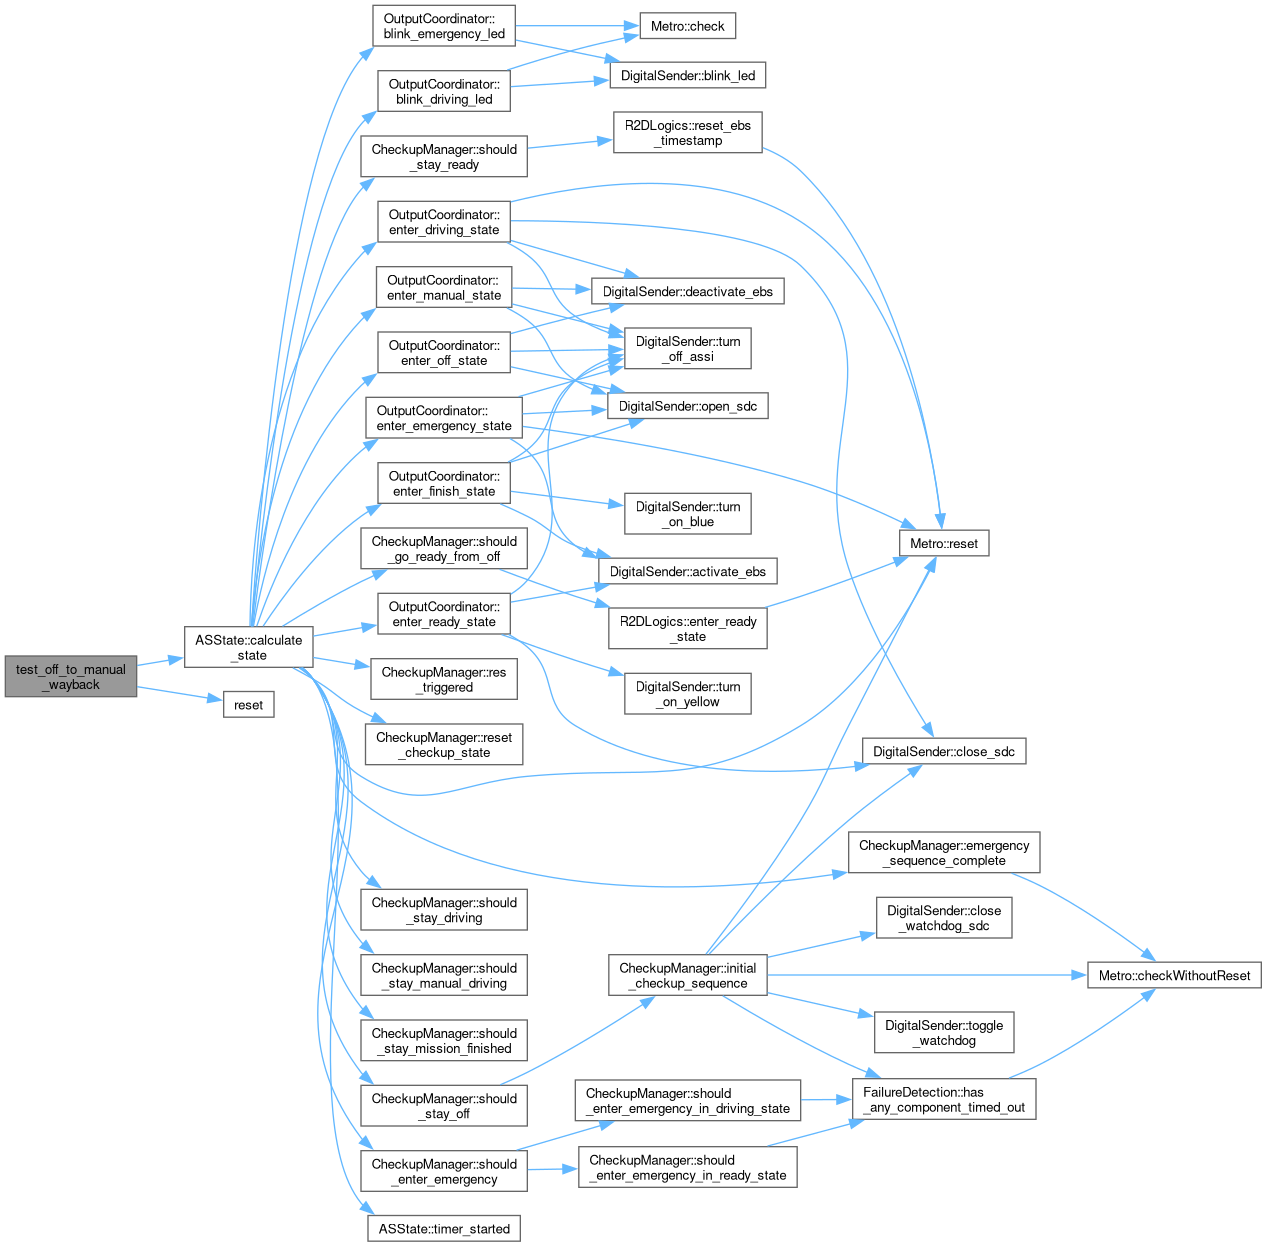 OutputCoordinator::
blink_emergency_led
Metro::check
DigitalSender::blink_led
OutputCoordinator::
blink_driving_led
R2DLogics::reset_ebs
_timestamp
CheckupManager::should
_stay_ready
OutputCoordinator::
enter_driving_state
OutputCoordinator::
enter_manual_state
DigitalSender::deactivate_ebs
OutputCoordinator::
enter_off_state
DigitalSender::turn
_off_assi
OutputCoordinator::
enter_emergency_state
DigitalSender::open_sdc
OutputCoordinator::
enter_finish_state
DigitalSender::turn
_on_blue
CheckupManager::should
_go_ready_from_off
Metro::reset
DigitalSender::activate_ebs
OutputCoordinator::
enter_ready_state
R2DLogics::enter_ready
_state
ASState::calculate
_state
test_off_to_manual
_wayback
CheckupManager::res
_triggered
DigitalSender::turn
_on_yellow
reset
CheckupManager::reset
_checkup_state
DigitalSender::close_sdc
CheckupManager::emergency
_sequence_complete
CheckupManager::should
_stay_driving
DigitalSender::close
_watchdog_sdc
CheckupManager::should
_stay_manual_driving
CheckupManager::initial
_checkup_sequence
Metro::checkWithoutReset
CheckupManager::should
_stay_mission_finished
DigitalSender::toggle
_watchdog
CheckupManager::should
_stay_off
CheckupManager::should
_enter_emergency_in_driving_state
FailureDetection::has
_any_component_timed_out
CheckupManager::should
_enter_emergency
CheckupManager::should
_enter_emergency_in_ready_state
ASState::timer_started